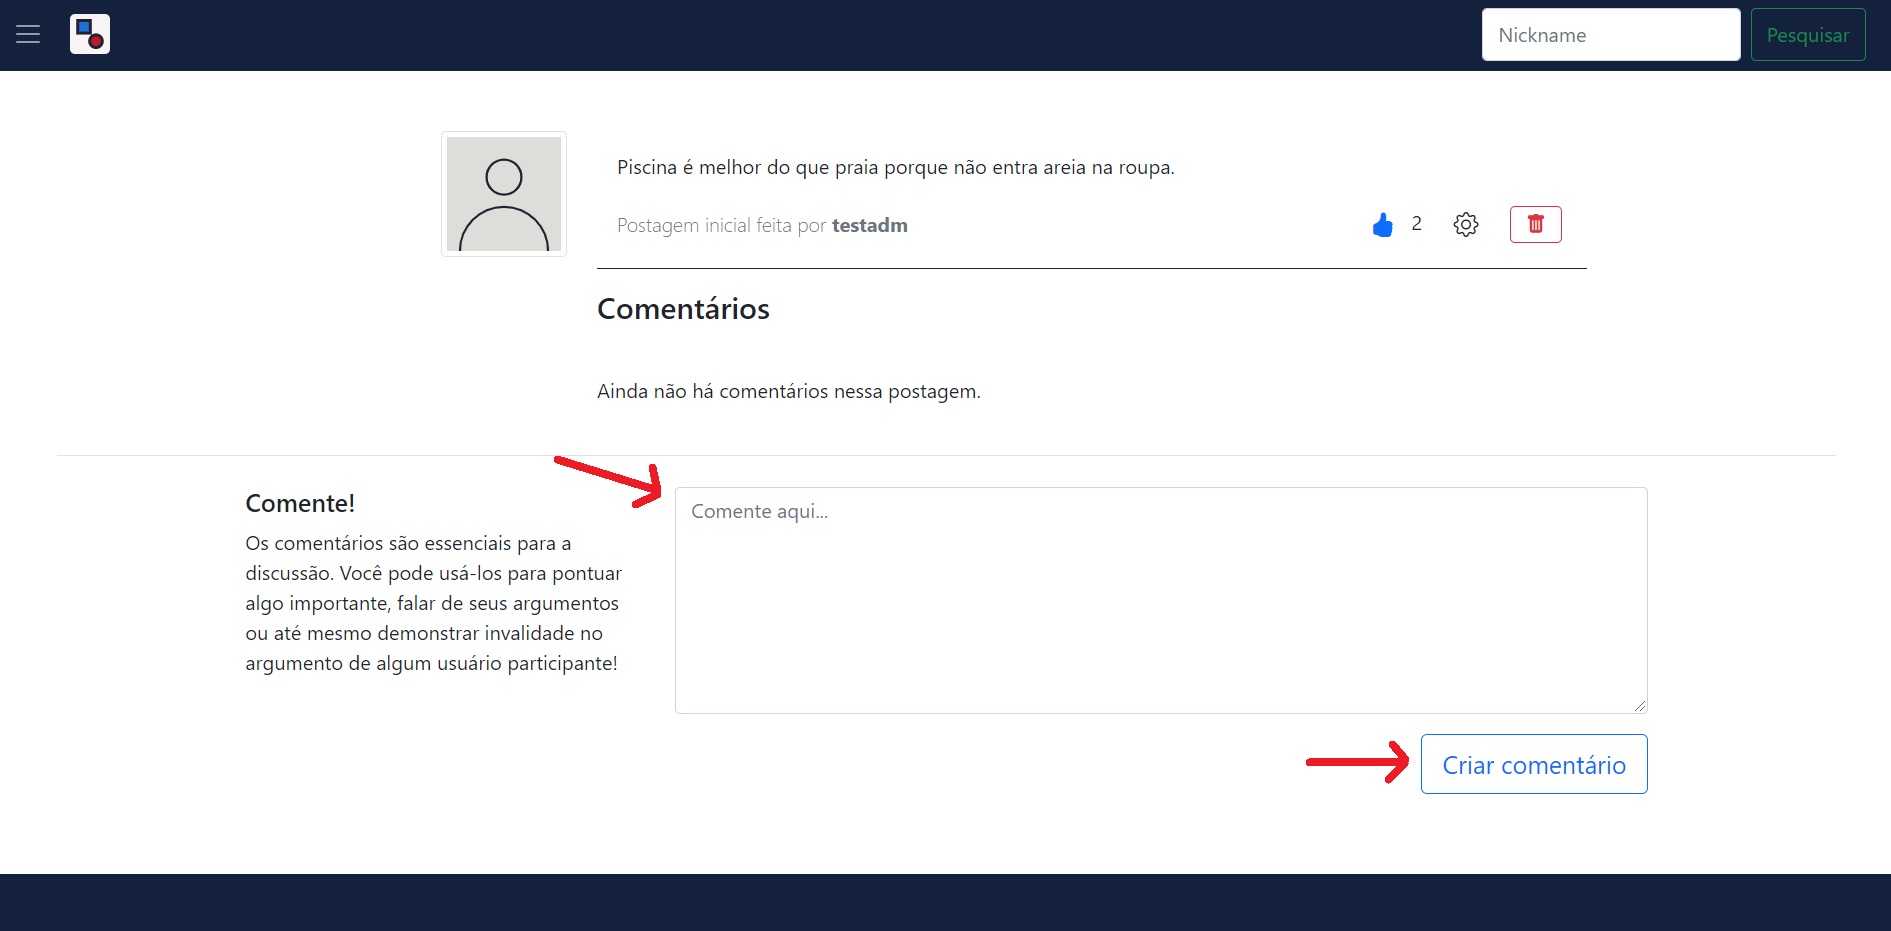 Nickname
Pesquisar
Piscina é melhor do que praia porque não entra areia na roupa.
Postagem inicial feita por testadm
2
Comentários
Ainda não há comentários nessa postagem.
Comente!
Os comentários são essenciais para a
discussão. Você pode usá-los para pontuar
algo importante, falar de seus argumentos
ou até mesmo demonstrar invalidade no
argumento de algum usuário participante!
Comente aqui...
Criar comentário